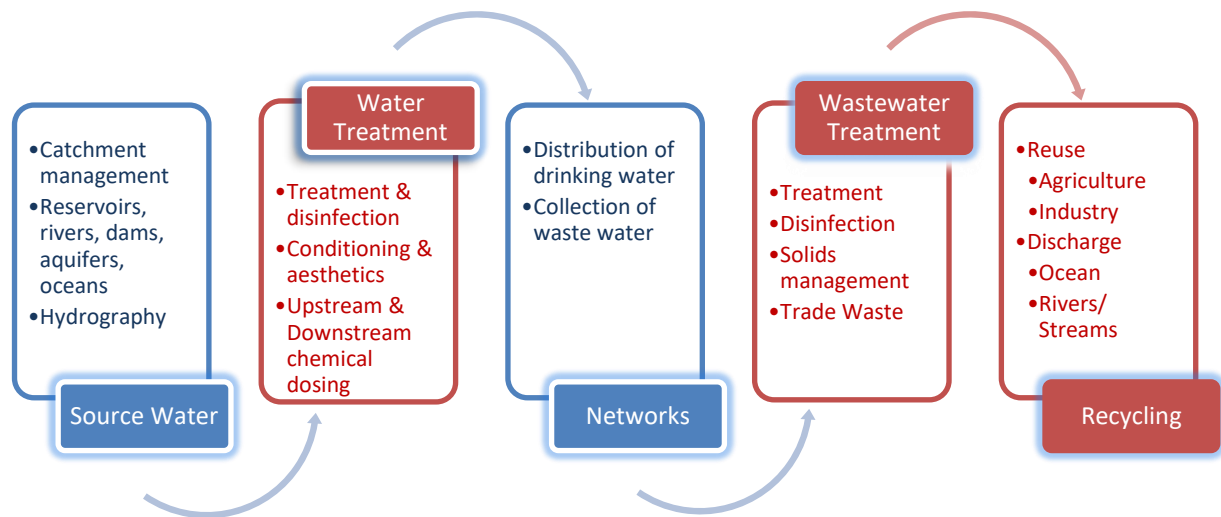 •Catchment
management
•Reservoirs,
rivers, dams,
aquifers,
oceans
•Hydrography
Source Water
Water
Treatment
•Treatment &
disinfection
•Conditioning &
aesthetics
•Upstream &
Downstream
chemical
dosing
•Distribution of
drinking water
•Collection of
waste water
Networks
Wastewater
Treatment
•Treatment
•Disinfection
•Solids
management
•Trade Waste
•Reuse
•Agriculture
•Industry
•Discharge
•Ocean
•Rivers/
Streams
Recycling